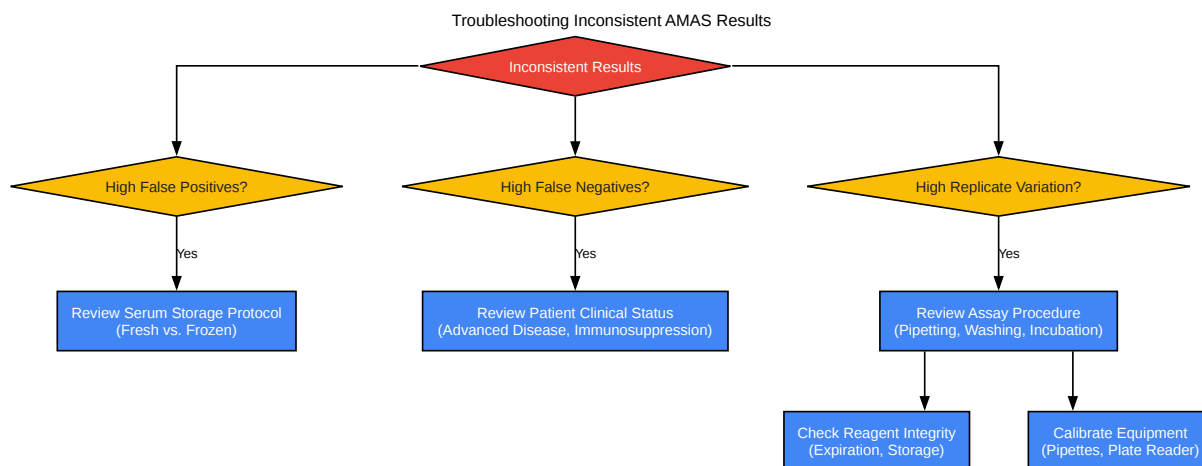 Troubleshooting Inconsistent AMAS Results
Inconsistent Results
High False Positives?
High False Negatives?
High Replicate Variation?
Yes
Yes
Yes
Review Serum Storage Protocol
(Fresh vs. Frozen)
Review Patient Clinical Status
(Advanced Disease, Immunosuppression)
Review Assay Procedure
(Pipetting, Washing, Incubation)
Check Reagent Integrity
(Expiration, Storage)
Calibrate Equipment
(Pipettes, Plate Reader)